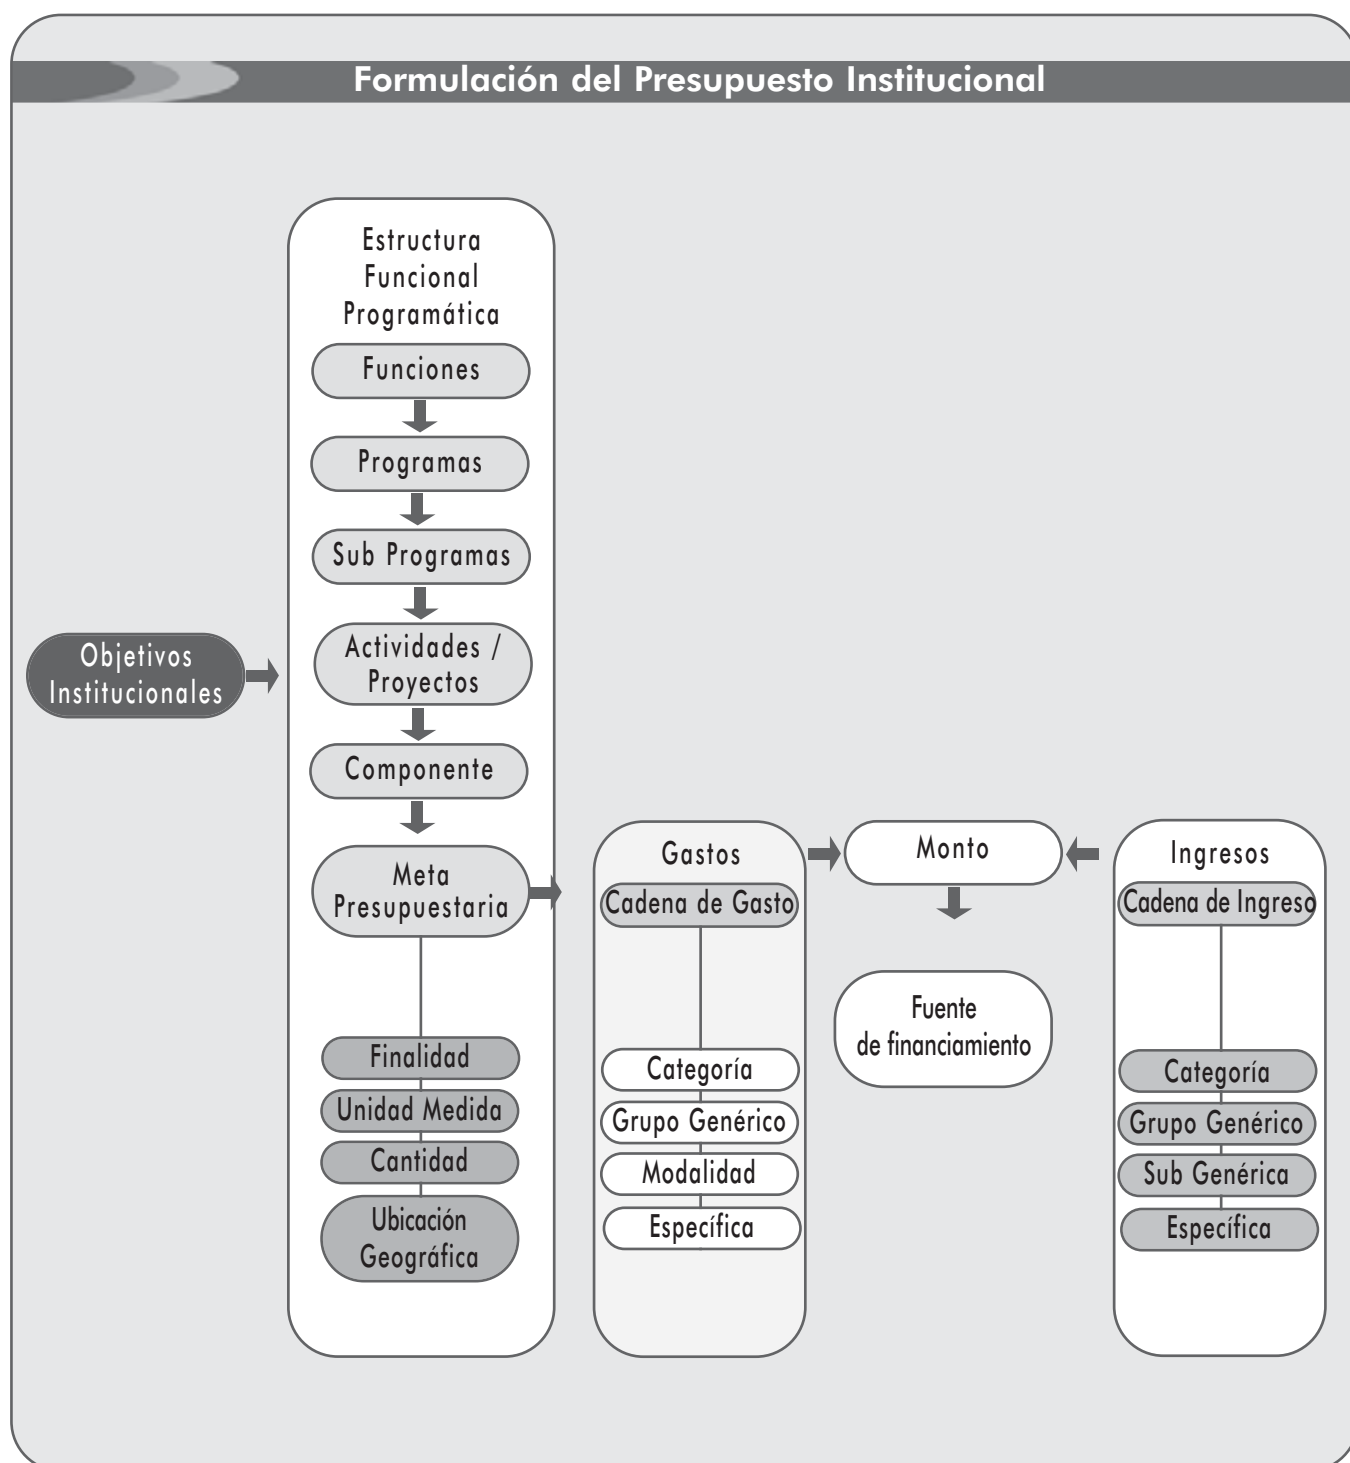 Formulación del Presupuesto Institucional
Objetivos
Institucionales
Estructura
Funcional
Programática
Funciones
Programas
Sub Programas
Actividades /
Proyectos
Componente
Meta
Presupuestaria
Finalidad
Unidad Medida
Cantidad
Ubicación
Geográfica
Gastos
Cadena de Gasto
Categoría
Grupo Genérico
Modalidad
Específica
Monto
Fuente
de financiamiento
Ingresos
Cadena de Ingreso
Categoría
Grupo Genérico
Sub Genérica
Específica